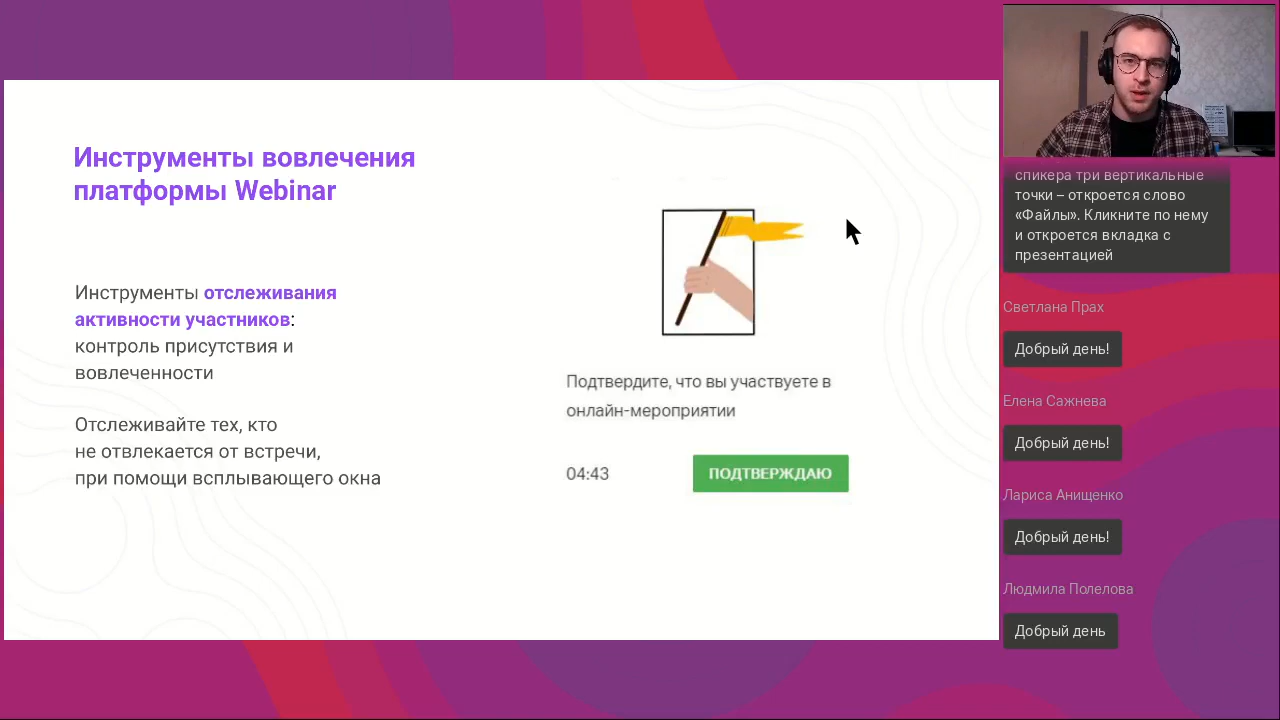 Инструменты вовлечения
платформы Webinar
Инструменты отслеживания
активности участников:
контроль присутствия и
вовлеченности
Отслеживайте тех, кто
не отвлекается от встречи,
при помощи всплывающего окна
Подтвердите, что вы участвуете в
онлайн-мероприятии
04:43
ПОДТВЕРЖДАЮ
спикера три вертикальные
точки – откроется слово
«Файлы». Кликните по нему
и откроется вкладка с
презентацией
Светлана Прах
Добрый день!
Елена Сажнева
Добрый день!
Лариса Анищенко
Добрый день!
Людмила Полелова
Добрый день